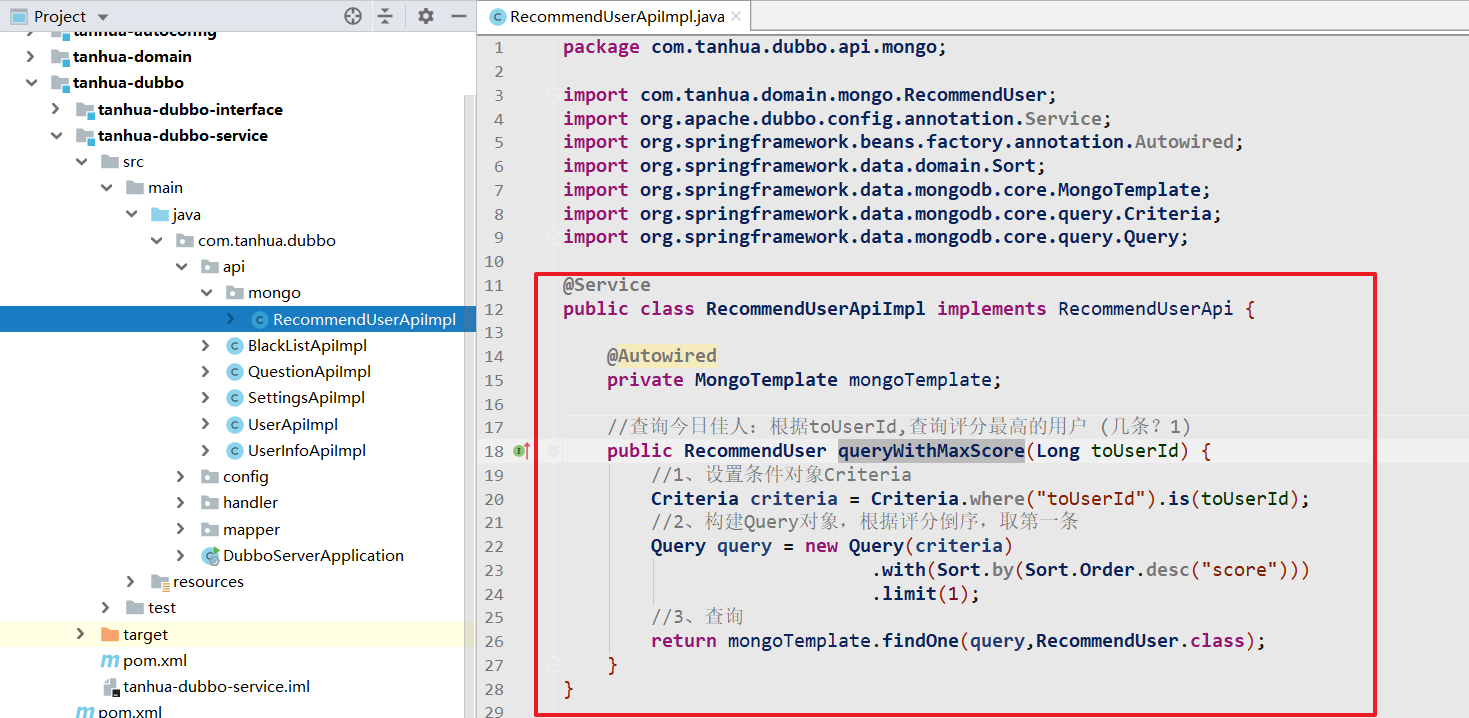 Project
RecommendUserApiImpl.java
tanhua-autoconfig
tanhua-domain
tanhua-dubbo
tanhua-dubbo-interface
tanhua-dubbo-service
src
main
java
com.tanhua.dubbo
api
mongo
RecommendUserApiImpl
BlackListApiImpl
QuestionApiImpl
SettingsApiImpl
UserApiImpl
UserInfoApiImpl
config
handler
mapper
DubboServerApplication
resources
test
target
pom.xml
tanhua-dubbo-service.iml
pom.xml
1 package com.tanhua.dubbo.api.mongo;
2
3 import com.tanhua.domain.mongo.RecommendUser;
4 import org.apache.dubbo.config.annotation.Service;
5 import org.springframework.beans.factory.annotation.Autowired;
6 import org.springframework.data.domain.Sort;
7 import org.springframework.data.mongodb.core.MongoTemplate;
8 import org.springframework.data.mongodb.core.query.Criteria;
9 import org.springframework.data.mongodb.core.query.Query;
10
11 @Service
12 public class RecommendUserApiImpl implements RecommendUserApi {
13
14 @Autowired
15 private MongoTemplate mongoTemplate;
16
17 //查询今日佳人：根据toUserId,查询评分最高的用户 (几条？1)
18 public RecommendUser queryWithMaxScore(Long toUserId) {
19 //1、设置条件对象Criteria
20 Criteria criteria = Criteria.where("toUserId").is(toUserId);
21 //2、构建Query对象，根据评分倒序，取第一条
22 Query query = new Query(criteria)
23 .with(Sort.by(Sort.Order.desc("score")))
24 .limit(1);
25 //3、查询
26 return mongoTemplate.findOne(query,RecommendUser.class);
27 }
28 }
29